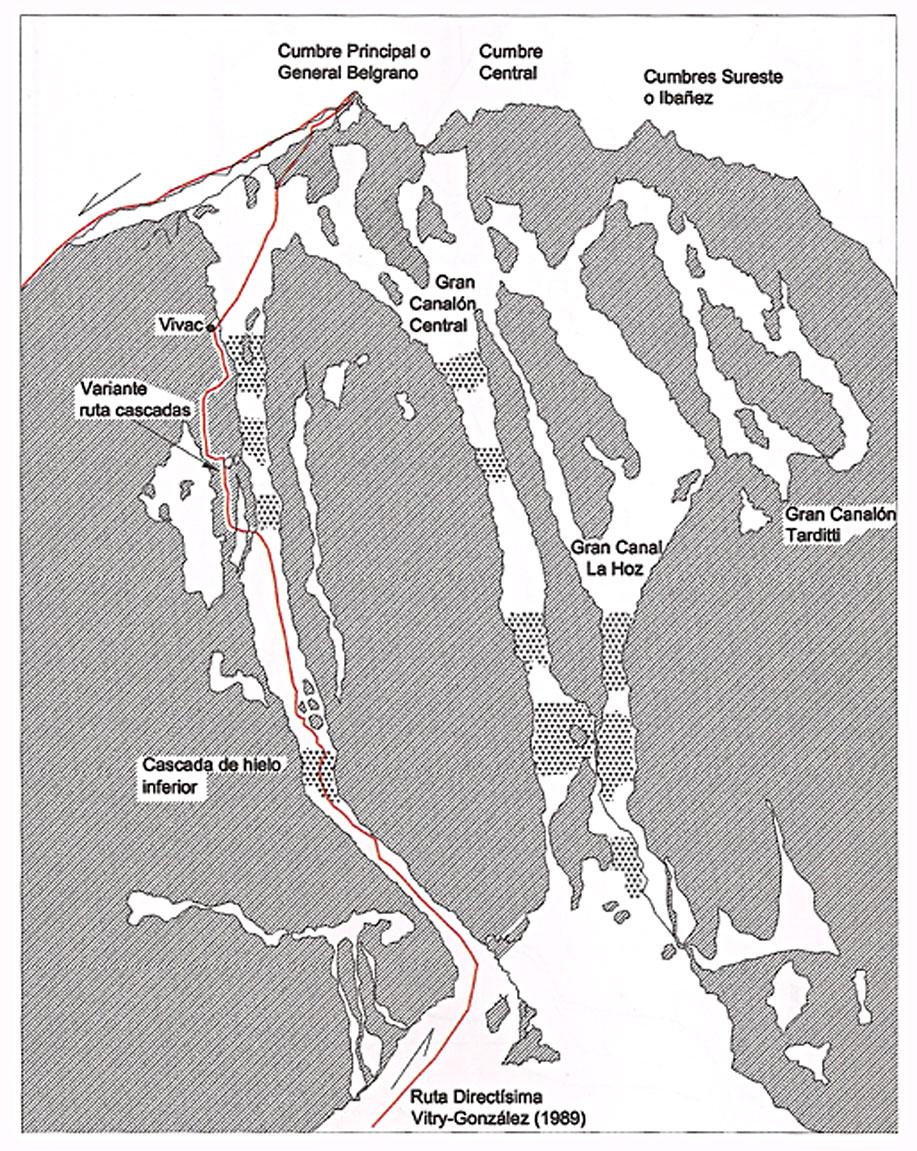 Cumbre Principal o
General Belgrano
Cumbre
Central
Cumbres Sureste
o Ibañez
Gran
Canalón
Central
Vivac
Variante
ruta cascadas
Gran Canalón
Tarditti
Gran Canal
La Hoz
Cascada de hielo
inferior
Ruta Directísima
Vitry-González (1989)